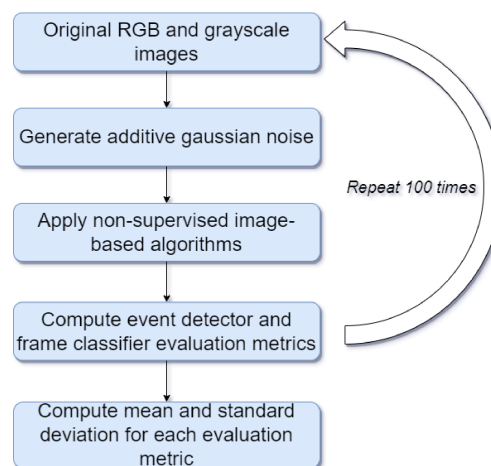 Original RGB and grayscale
images
Generate additive gaussian noise
Repeat 100 times
Apply non-supervised image-
based algorithms
Compute event detector and
frame classifier evaluation metrics
Compute mean and standard
deviation for each evaluation
metric